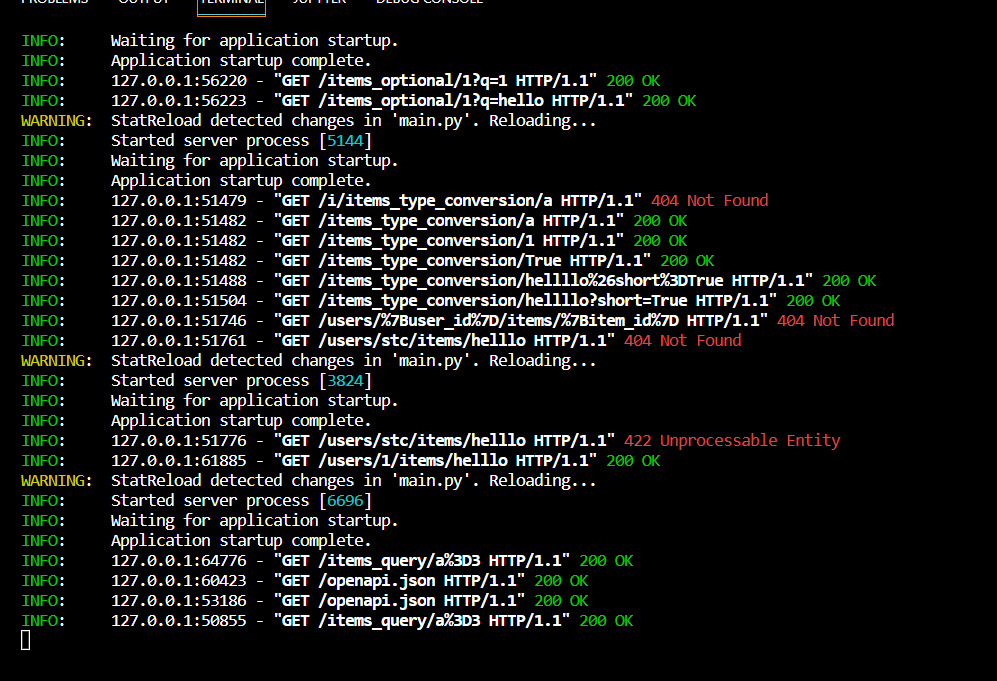 PROBLEMS OUTPUT TERMINAL JUPYTER DEBUG CONSOLE
INFO:     Waiting for application startup.
INFO:     Application startup complete.
INFO:     127.0.0.1:56220 - "GET /items_optional/1?q=1 HTTP/1.1" 200 OK
INFO:     127.0.0.1:56223 - "GET /items_optional/1?q=hello HTTP/1.1" 200 OK
WARNING:  StatReload detected changes in 'main.py'. Reloading...
INFO:     Started server process [5144]
INFO:     Waiting for application startup.
INFO:     Application startup complete.
INFO:     127.0.0.1:51479 - "GET /i/items_type_conversion/a HTTP/1.1" 404 Not Found
INFO:     127.0.0.1:51482 - "GET /items_type_conversion/a HTTP/1.1" 200 OK
INFO:     127.0.0.1:51482 - "GET /items_type_conversion/1 HTTP/1.1" 200 OK
INFO:     127.0.0.1:51482 - "GET /items_type_conversion/True HTTP/1.1" 200 OK
INFO:     127.0.0.1:51488 - "GET /items_type_conversion/hellllo%26short%3DTrue HTTP/1.1" 200 OK
INFO:     127.0.0.1:51504 - "GET /items_type_conversion/hellllo?short=True HTTP/1.1" 200 OK
INFO:     127.0.0.1:51746 - "GET /users/%7Buser_id%7D/items/%7Bitem_id%7D HTTP/1.1" 404 Not Found
INFO:     127.0.0.1:51761 - "GET /users/stc/items/helllo HTTP/1.1" 404 Not Found
WARNING:  StatReload detected changes in 'main.py'. Reloading...
INFO:     Started server process [3824]
INFO:     Waiting for application startup.
INFO:     Application startup complete.
INFO:     127.0.0.1:51776 - "GET /users/stc/items/helllo HTTP/1.1" 422 Unprocessable Entity
INFO:     127.0.0.1:61885 - "GET /users/1/items/helllo HTTP/1.1" 200 OK
WARNING:  StatReload detected changes in 'main.py'. Reloading...
INFO:     Started server process [6696]
INFO:     Waiting for application startup.
INFO:     Application startup complete.
INFO:     127.0.0.1:64776 - "GET /items_query/a%3D3 HTTP/1.1" 200 OK
INFO:     127.0.0.1:60423 - "GET /openapi.json HTTP/1.1" 200 OK
INFO:     127.0.0.1:53186 - "GET /openapi.json HTTP/1.1" 200 OK
INFO:     127.0.0.1:50855 - "GET /items_query/a%3D3 HTTP/1.1" 200 OK